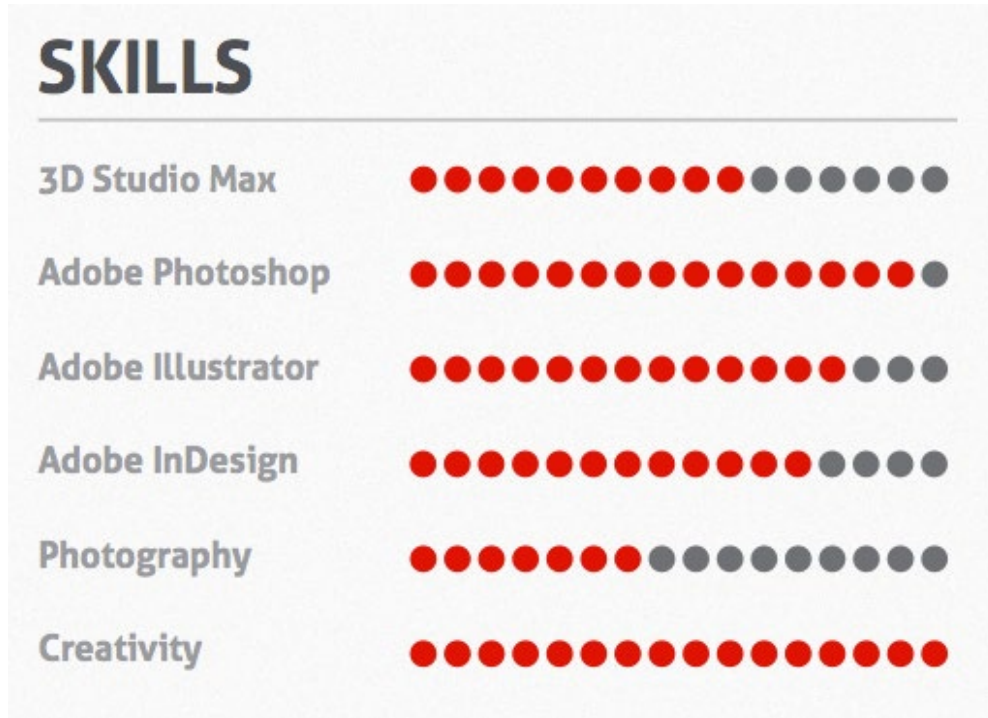 SKILLS
3D Studio Max
Adobe Photoshop
Adobe Illustrator
Adobe InDesign
Photography
Creativity